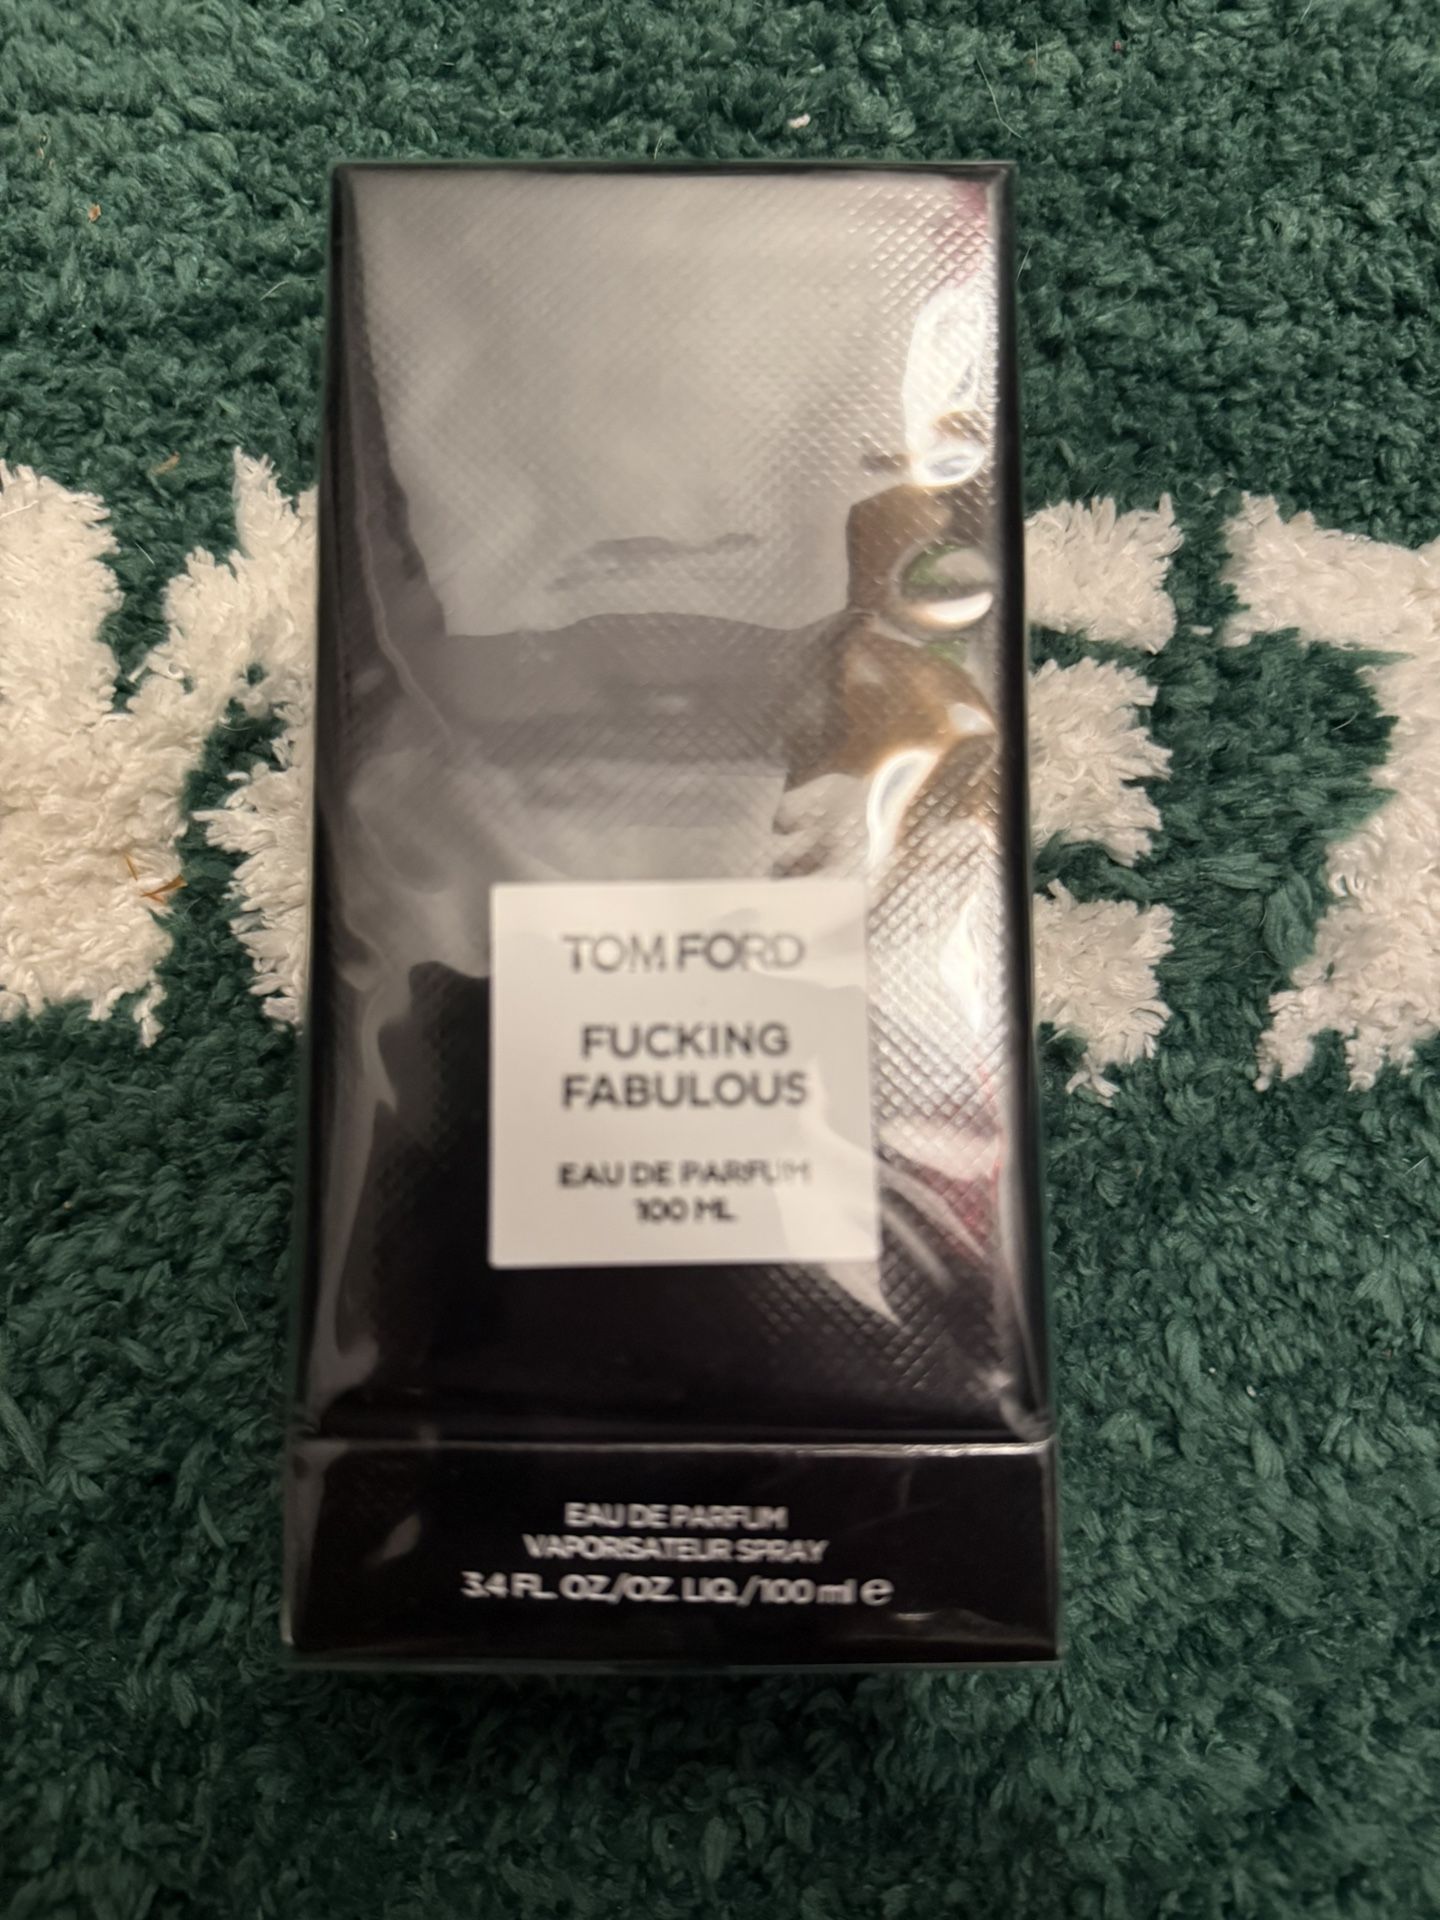 TOM FORD
FUCKING
FABULOUS
EAU DE PARFUM
100 ML
EAU DE PARFUM
VAPORISATEUR SPRAY
3.4 FL. OZ./OZ. LIQ./100 ml ℮